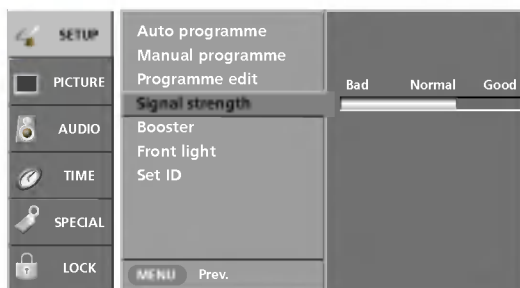 SETUP
PICTURE
AUDIO
TIME
SPECIAL
LOCK
Auto programme
Manual programme
Programme edit
Signal strength
Booster
Front light
Set ID
MENU Prev.
Bad Normal Good